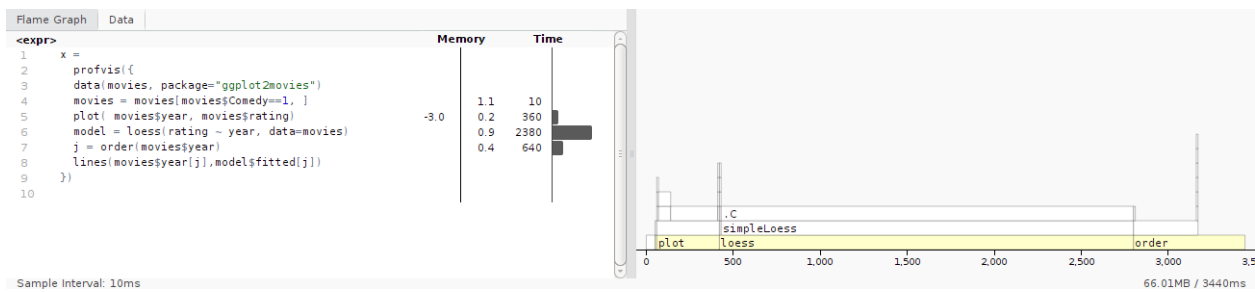 Flame Graph Data
<expr> Memory Time
1 x =
2 profvis({
3 data(movies, package="ggplot2movies")
4 movies = movies[movies$Comedy==1, ] 1.1 10
5 plot( movies$year, movies$rating) -3.0 0.2 360
6 model = loess(rating ~ year, data=movies) 0.9 2380
7 j = order(movies$year) 0.4 640
8 lines(movies$year[j],model$fitted[j])
9 })
10
.C
simpleLoess
plot loess order
0 500 1,000 1,500 2,000 2,500 3,000 3,5
Sample Interval: 10ms 66.01MB / 3440ms